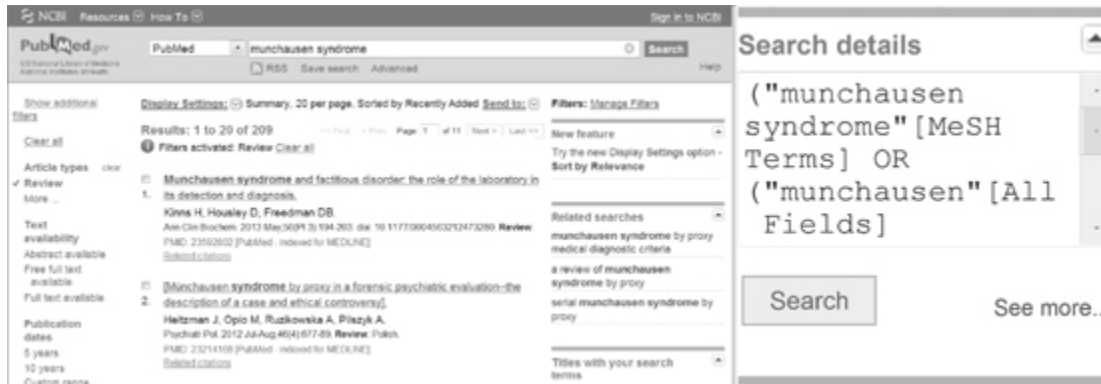 NCBI Resources How To Sign in to NCBI
PubMed.gov
US National Library of Medicine
National Institutes of Health
PubMed munchausen syndrome Search
RSS Save search Advanced Help
Show additional
filters
Clear all
Article types clear
Review
More ...
Text
availability
Abstract available
Free full text
available
Full text available
Publication
dates
5 years
10 years
Custom range
Display Settings: Summary, 20 per page, Sorted by Recently Added Send to:
Results: 1 to 20 of 209 << First < Prev Page 1 of 11 Next > Last >>
Filters activated: Review Clear all
Munchausen syndrome and factitious disorder: the role of the laboratory in
1. its detection and diagnosis.
Kinns H, Housley D, Freedman DB.
Ann Clin Biochem. 2013 May;50(Pt 3):194-203. doi: 10.1177/0004563212473280. Review.
PMID: 23592802 [PubMed - indexed for MEDLINE]
Related citations
[Münchausen syndrome by proxy in a forensic psychiatric evaluation--the
2. description of a case and ethical controversy].
Heitzman J, Opio M, Ruzikowska A, Pilszyk A.
Psychiatr Pol. 2012 Jul-Aug;46(4):677-89. Review. Polish.
PMID: 23214168 [PubMed - indexed for MEDLINE]
Related citations
Filters: Manage Filters
New feature
Try the new Display Settings option -
Sort by Relevance
Related searches
munchausen syndrome by proxy
medical diagnostic criteria
a review of munchausen
syndrome by proxy
serial munchausen syndrome by
proxy
Titles with your search
terms
Search details
("munchausen
syndrome"[MeSH
Terms] OR
("munchausen"[All
Fields]
Search
See more..